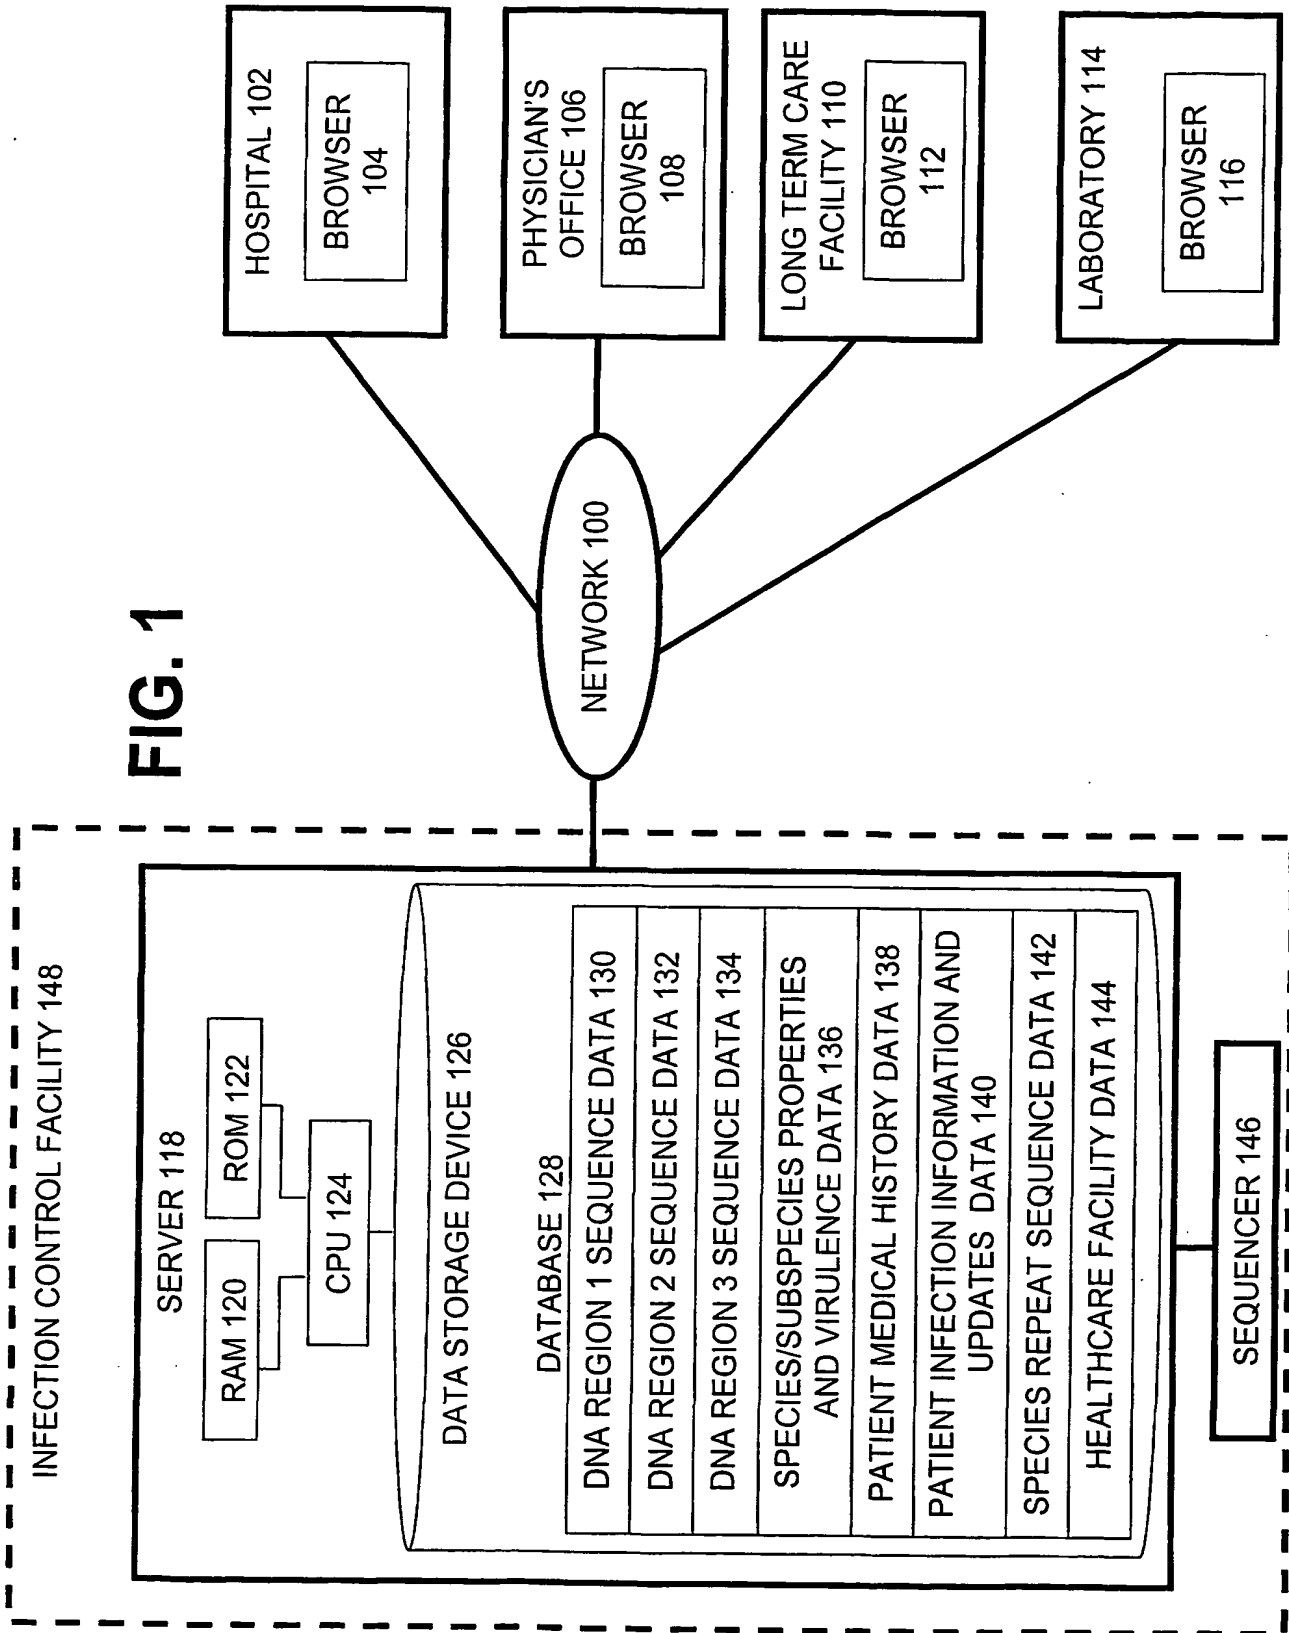 FIG. 1
INFECTION CONTROL FACILITY 148
SERVER 118
RAM 120
ROM 122
CPU 124
DATA STORAGE DEVICE 126
DATABASE 128
DNA REGION 1 SEQUENCE DATA 130
DNA REGION 2 SEQUENCE DATA 132
DNA REGION 3 SEQUENCE DATA 134
SPECIES/SUBSPECIES PROPERTIES
AND VIRULENCE DATA 136
PATIENT MEDICAL HISTORY DATA 138
PATIENT INFECTION INFORMATION AND
UPDATES DATA 140
SPECIES REPEAT SEQUENCE DATA 142
HEALTHCARE FACILITY DATA 144
SEQUENCER 146
NETWORK 100
HOSPITAL 102
BROWSER
104
PHYSICIAN'S
OFFICE 106
BROWSER
108
LONG TERM CARE
FACILITY 110
BROWSER
112
LABORATORY 114
BROWSER
116